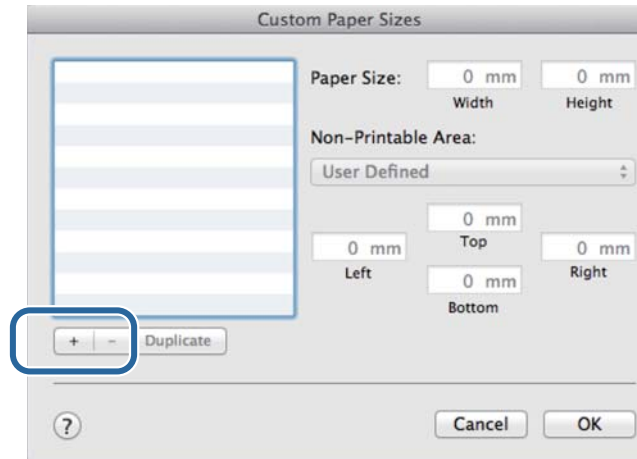 Custom Paper Sizes
Paper Size: 0 mm 0 mm
Width Height
Non-Printable Area:
User Defined
0 mm
Top
0 mm 0 mm
Left Right
0 mm
Bottom
+ - Duplicate
? Cancel OK